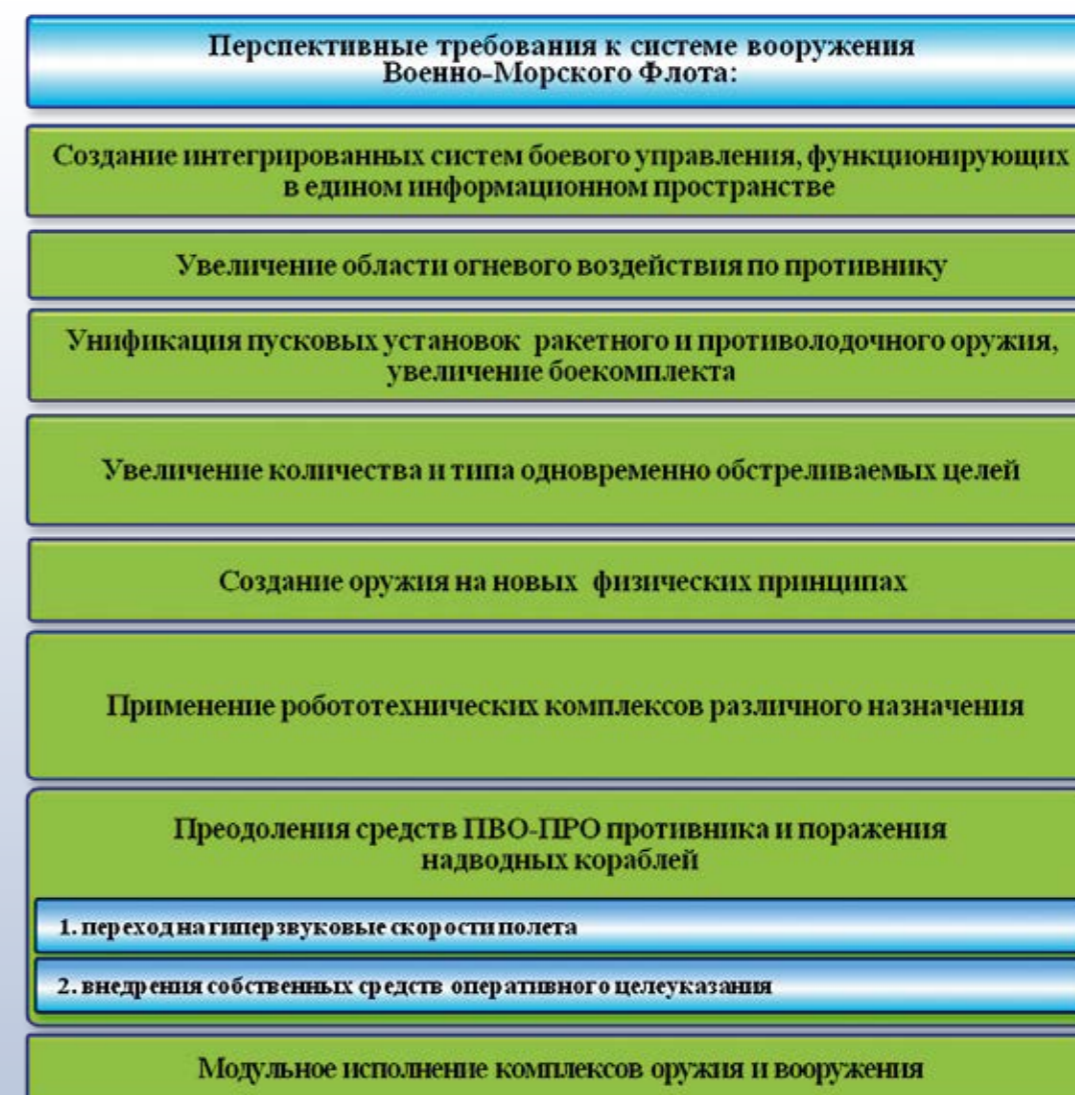 Перспективные требования к системе вооружения
Военно-Морского Флота:
Создание интегрированных систем боевого управления, функционирующих
в едином информационном пространстве
Увеличение области огневого воздействия по противнику
Унификация пусковых установок ракетного и противолодочного оружия,
увеличение боекомплекта
Увеличение количества и типа одновременно обстреливаемых целей
Создание оружия на новых физических принципах
Применение робототехнических комплексов различного назначения
Преодоления средств ПВО-ПРО противника и поражения
надводных кораблей
1. переход на гиперзвуковые скорости полета
2. внедрения собственных средств оперативного целеуказания
Модульное исполнение комплексов оружия и вооружения